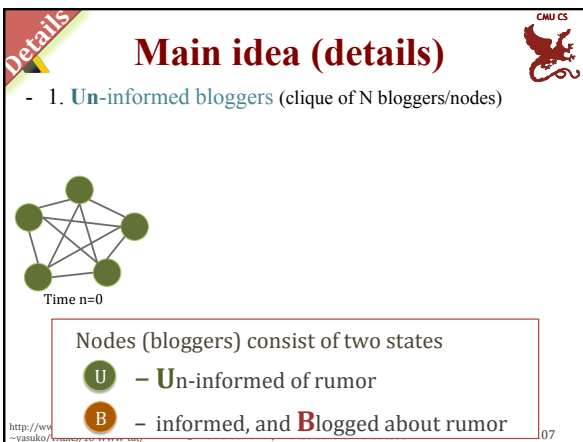 Details
CMU CS
Main idea (details)
- 1. Un-informed bloggers (clique of N bloggers/nodes)
Time n=0
Nodes (bloggers) consist of two states
U – Un-informed of rumor
B – informed, and Blogged about rumor
http://ww
~yasuko/
07